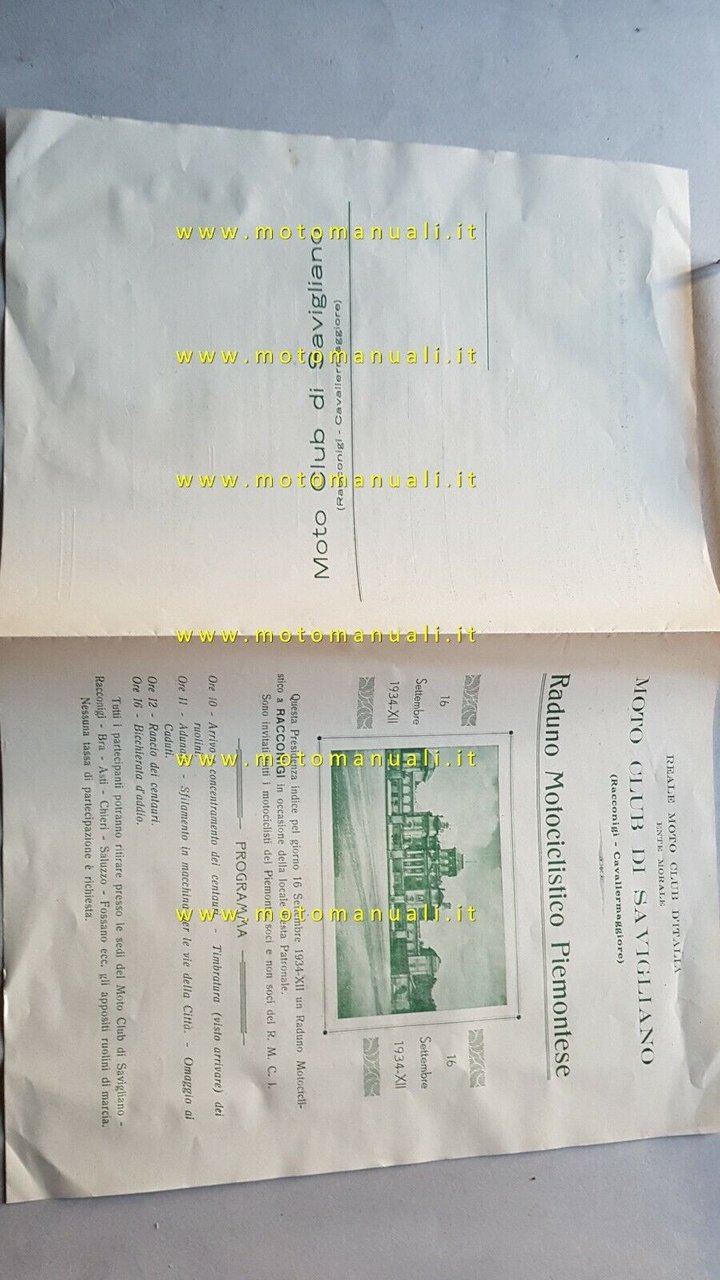 REALE MOTO CLUB D'ITALIA
ENTE MORALE
MOTO CLUB DI SAVIGLIANO
(Racconigi - Cavallermaggiore)
Raduno Motociclistico Piemontese
16
Settembre
1934-XII
16
Settembre
1934-XII
Questa Presidenza indice pel giorno 16 Settembre 1934-XII un Raduno Motocicli-
stico a RACCONIGI in occasione della locale Festa Patronale.
Sono invitati tutti i motociclisti del Piemonte soci e non soci del R. M. C. I.
PROGRAMMA
Ore 10 - Arrivo e concentramento dei centauri - Timbratura (visto arrivare) dei
ruolini.
Ore 11 - Adunata - Sfilamento in macchina per le vie della Città. - Omaggio ai
Caduti.
Ore 12 - Rancio dei centauri.
Ore 16 - Bicchierata d'addio.
Tutti i partecipanti potranno ritirare presso le sedi del Moto Club di Savigliano -
Racconigi - Bra - Asti - Chieri - Saluzzo - Fossano ecc. gli appositi ruolini di marcia.
Nessuna tassa di partecipazione è richiesta.
Moto Club di Savigliano
(Racconigi - Cavallermaggiore)
www.motomanuali.it
www.motomanuali.it
www.motomanuali.it
www.motomanuali.it
www.motomanuali.it
www.motomanuali.it